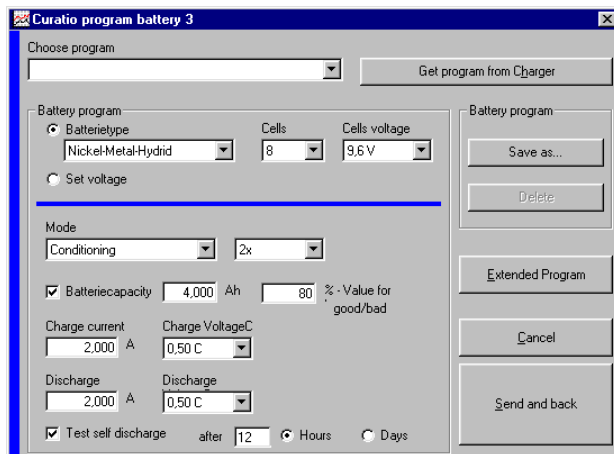 Curatio program battery 3
Choose program
Get program from Charger
Battery program
Batterietype
Cells
Cells voltage
Nickel-Metal-Hydrid
8
9,6 V
Set voltage
Battery program
Save as...
Delete
Mode
Conditioning
2x
Batteriecapacity
4,000
Ah
80
% - Value for
good/bad
Extended Program
Charge current
Charge VoltageC
2,000
A
0,50 C
Cancel
Discharge
Discharge
2,000
A
0,50 C
Send and back
Test self discharge
after
12
Hours
Days